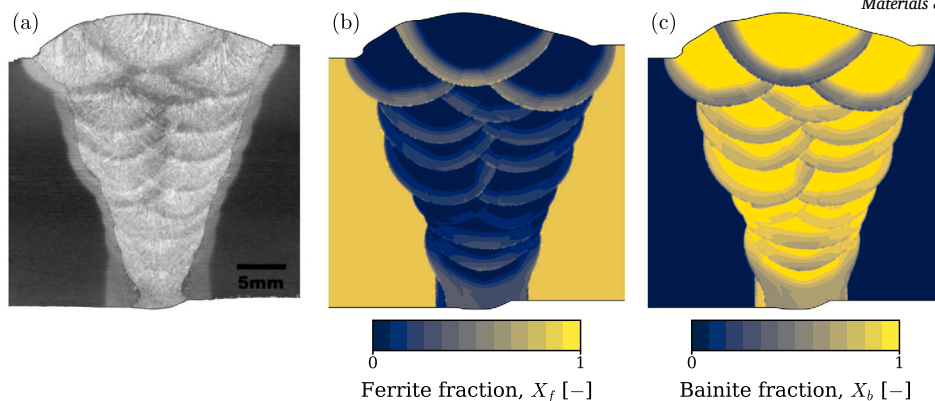 Materials &
(a)
(b)
(c)
5mm
0
1
0
1
Ferrite fraction, X_f [−]
Bainite fraction, X_b [−]